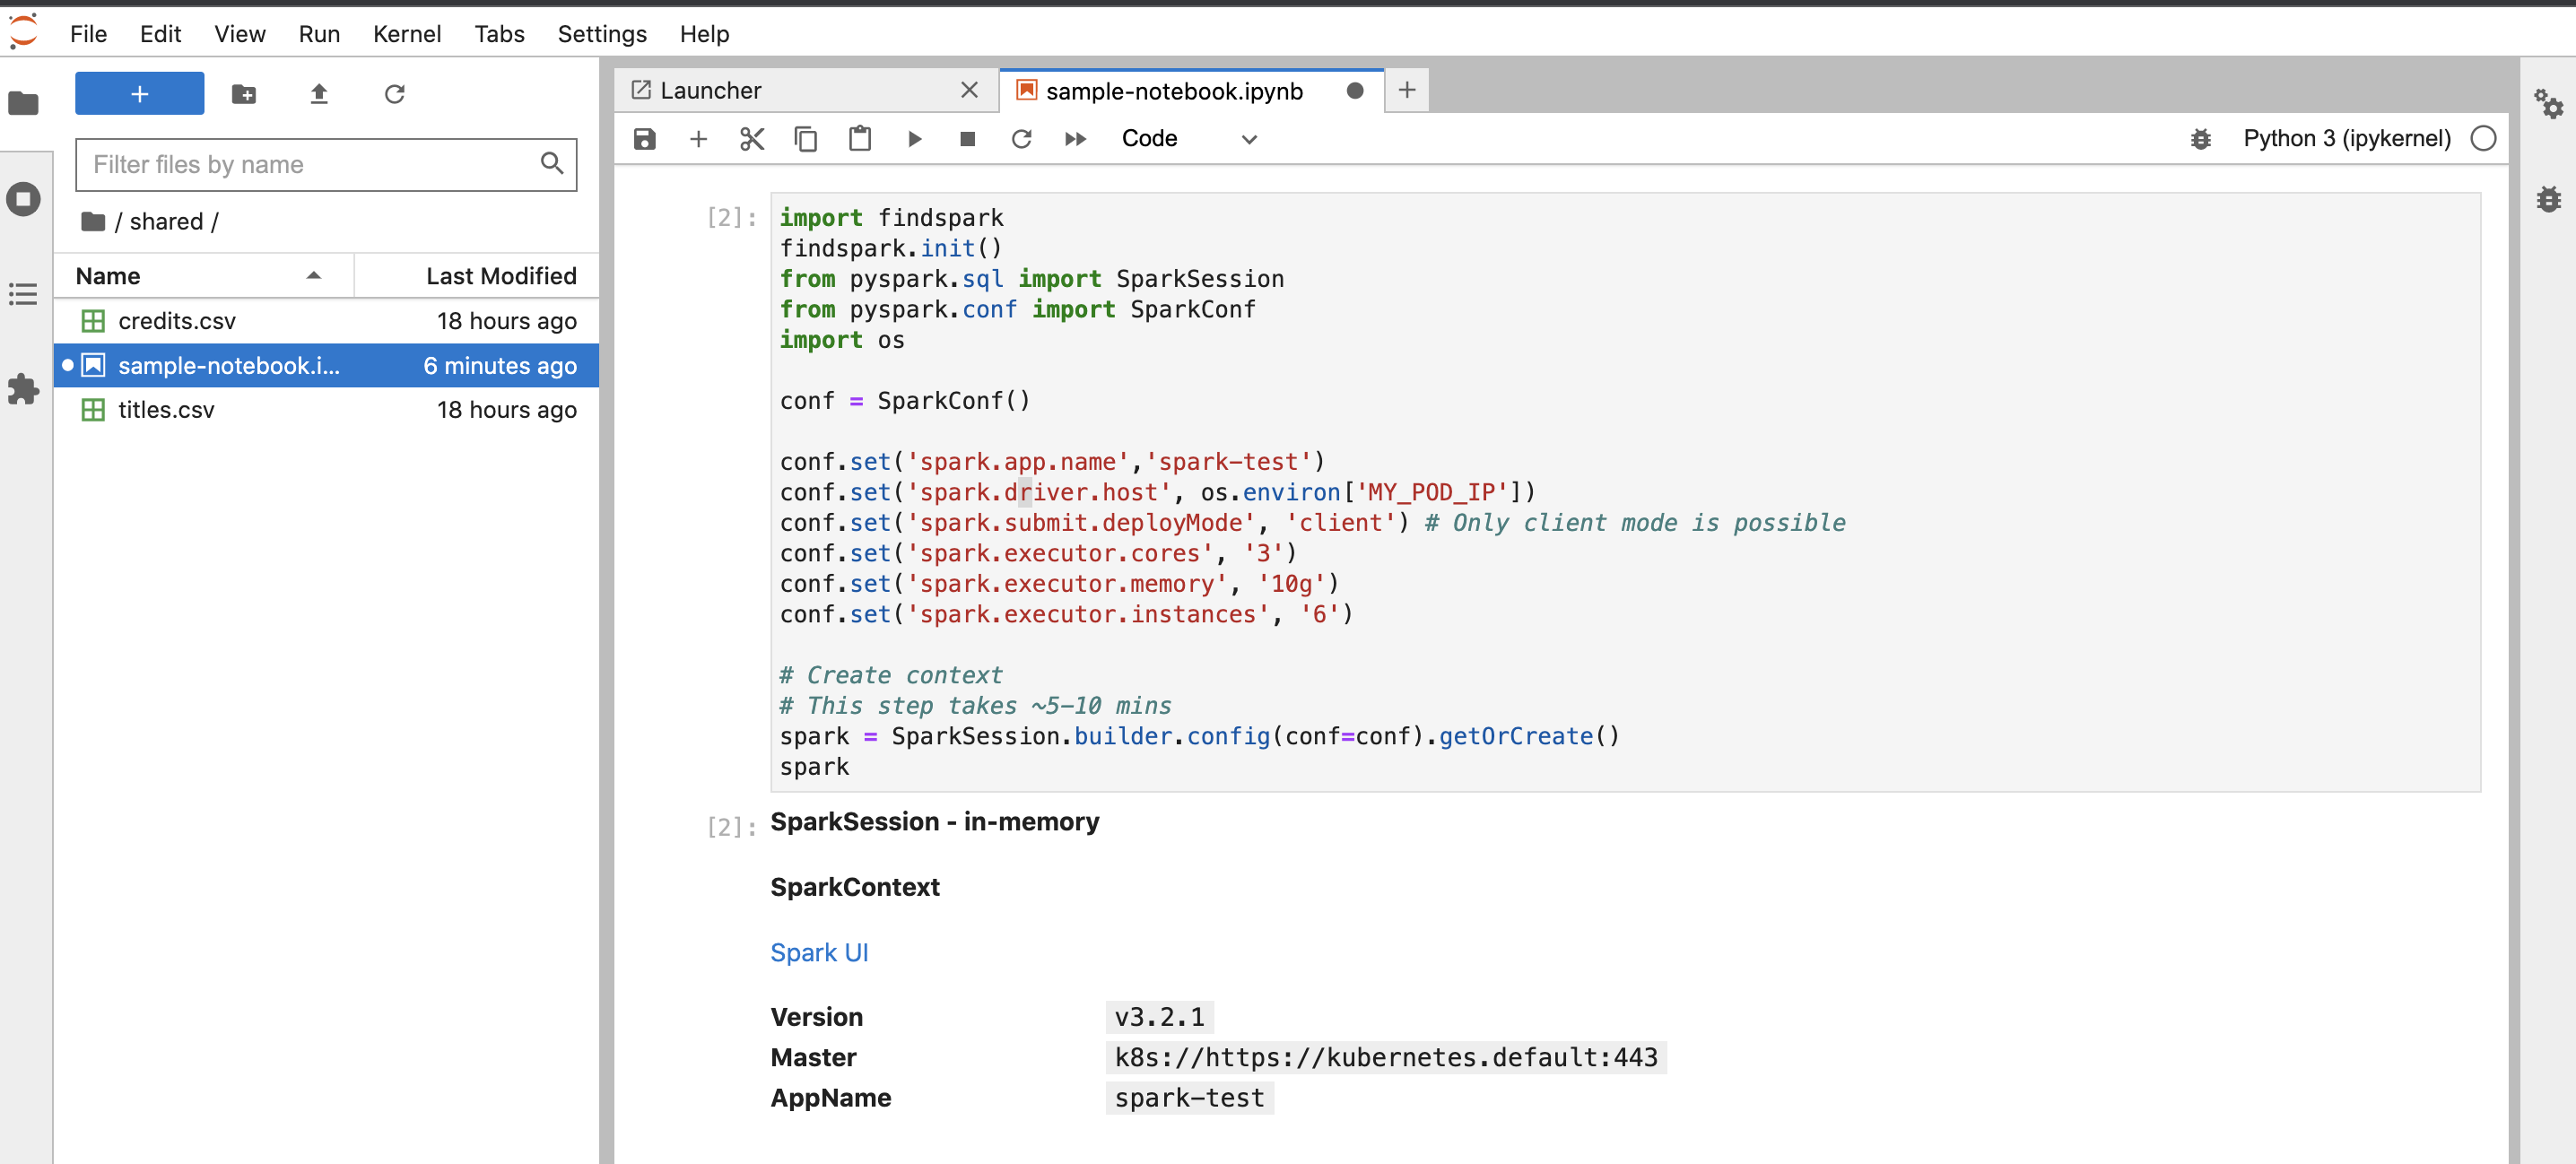 File Edit View Run Kernel Tabs Settings Help
+
Filter files by name
/ shared /
Name Last Modified
credits.csv 18 hours ago
sample-notebook.i... 6 minutes ago
titles.csv 18 hours ago
Launcher sample-notebook.ipynb
Code Python 3 (ipykernel)
[2]: import findspark
findspark.init()
from pyspark.sql import SparkSession
from pyspark.conf import SparkConf
import os
conf = SparkConf()
conf.set('spark.app.name','spark-test')
conf.set('spark.driver.host', os.environ['MY_POD_IP'])
conf.set('spark.submit.deployMode', 'client') # Only client mode is possible
conf.set('spark.executor.cores', '3')
conf.set('spark.executor.memory', '10g')
conf.set('spark.executor.instances', '6')
# Create context
# This step takes ~5-10 mins
spark = SparkSession.builder.config(conf=conf).getOrCreate()
spark
[2]: SparkSession - in-memory
SparkContext
Spark UI
Version v3.2.1
Master k8s://https://kubernetes.default:443
AppName spark-test